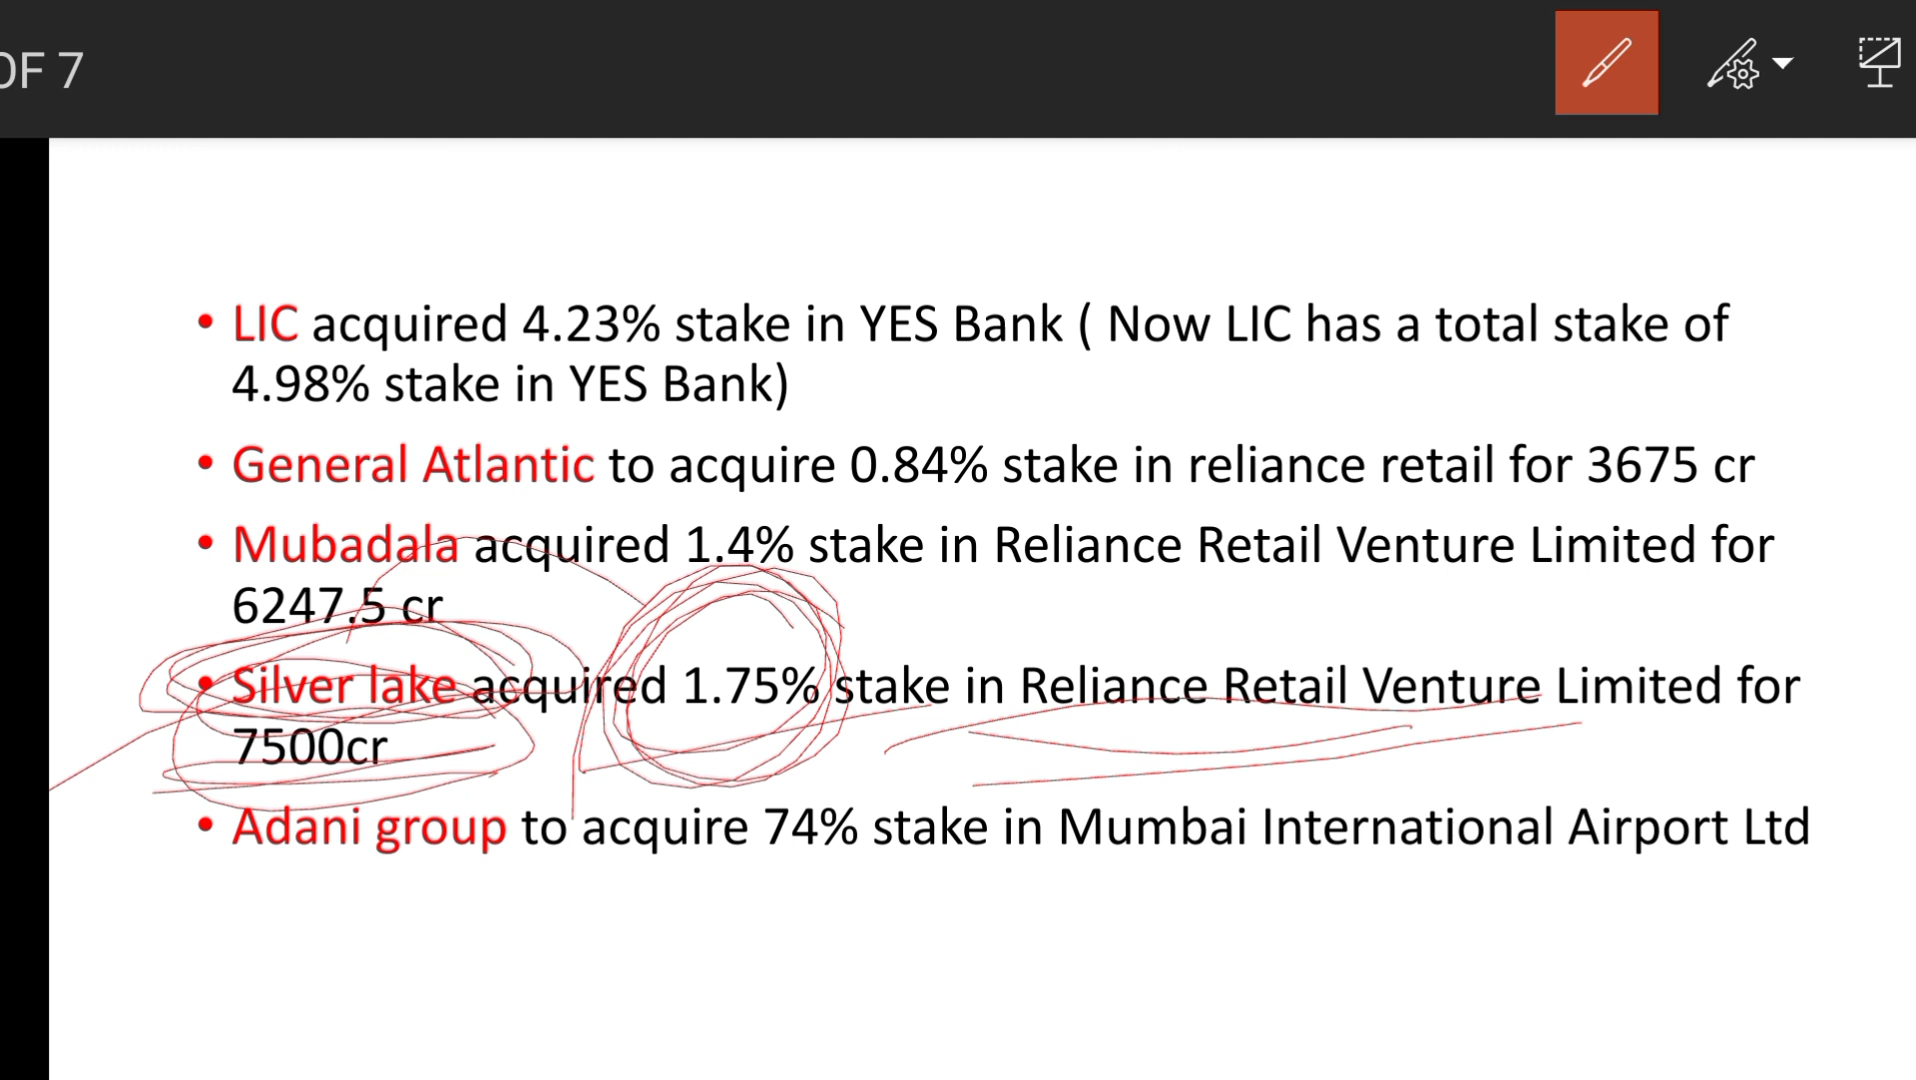 OF 7
• LIC acquired 4.23% stake in YES Bank ( Now LIC has a total stake of
4.98% stake in YES Bank)
• General Atlantic to acquire 0.84% stake in reliance retail for 3675 cr
• Mubadala acquired 1.4% stake in Reliance Retail Venture Limited for
6247.5 cr
• Silver lake acquired 1.75% stake in Reliance Retail Venture Limited for
7500cr
• Adani group to acquire 74% stake in Mumbai International Airport Ltd